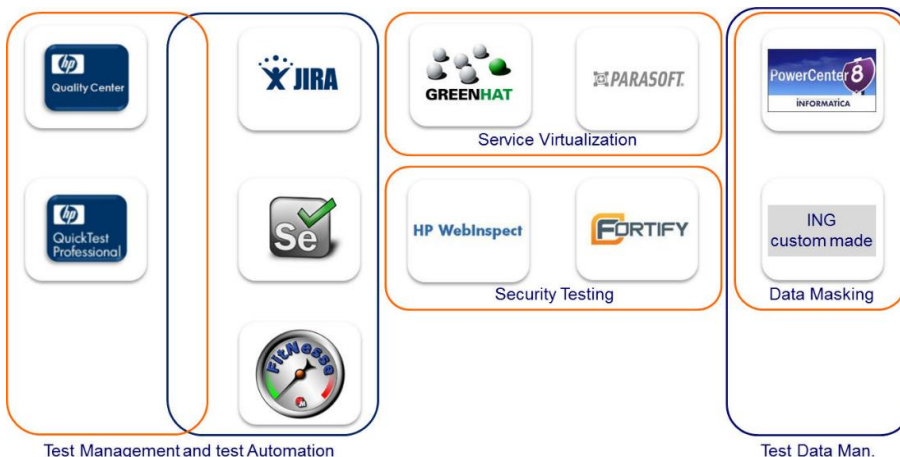 hp
Quality Center
JIRA
GREENHAT
PARASOFT.
PowerCenter 8
INFORMATICA
Service Virtualization
hp
QuickTest
Professional
Se
HP WebInspect
FORTIFY
ING
custom made
Security Testing
Data Masking
FitNesse
Test Management and test Automation
Test Data Man.